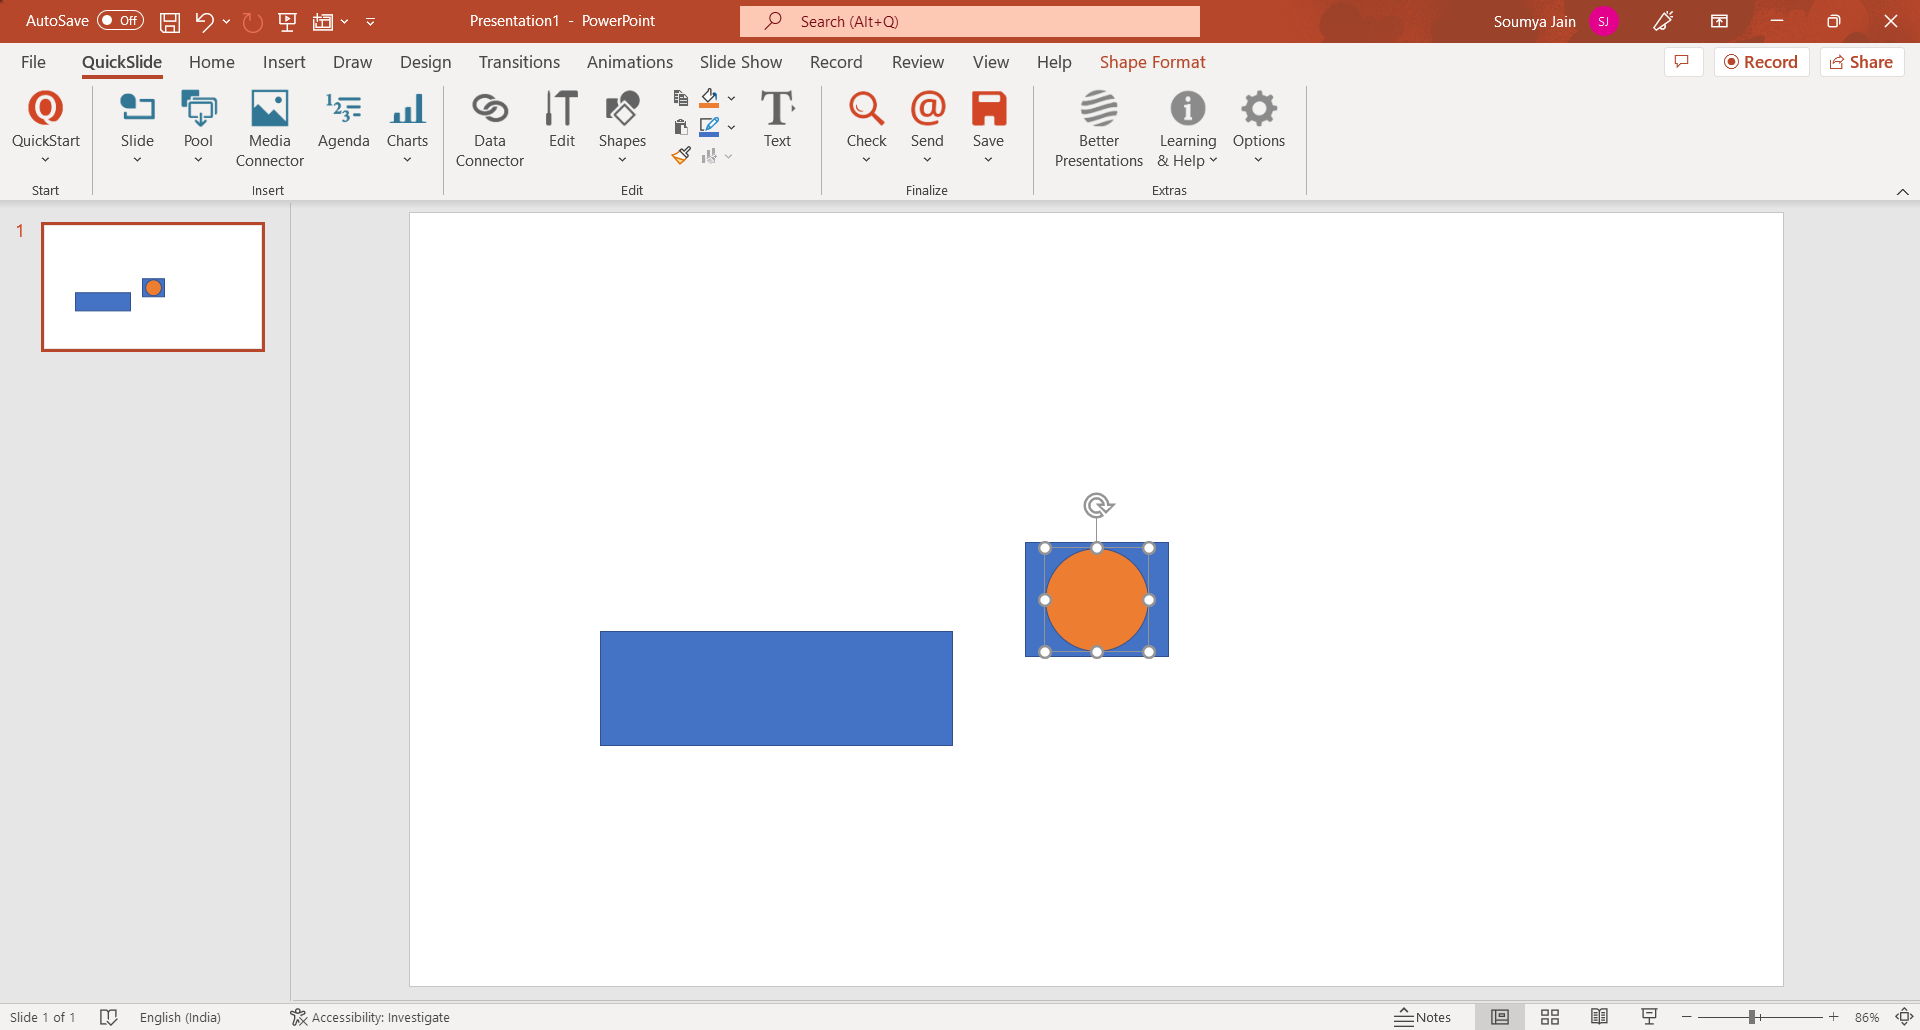 AutoSave Off Presentation1 - PowerPoint Search (Alt+Q) Soumya Jain SJ
File QuickSlide Home Insert Draw Design Transitions Animations Slide Show Record Review View Help Shape Format Record Share
QuickStart Slide Pool Media Connector Agenda Charts Data Connector Edit Shapes Text Check Send Save Better Presentations Learning & Help Options
Start Insert Edit Finalize Extras
1
Slide 1 of 1 English (India) Accessibility: Investigate Notes 86%